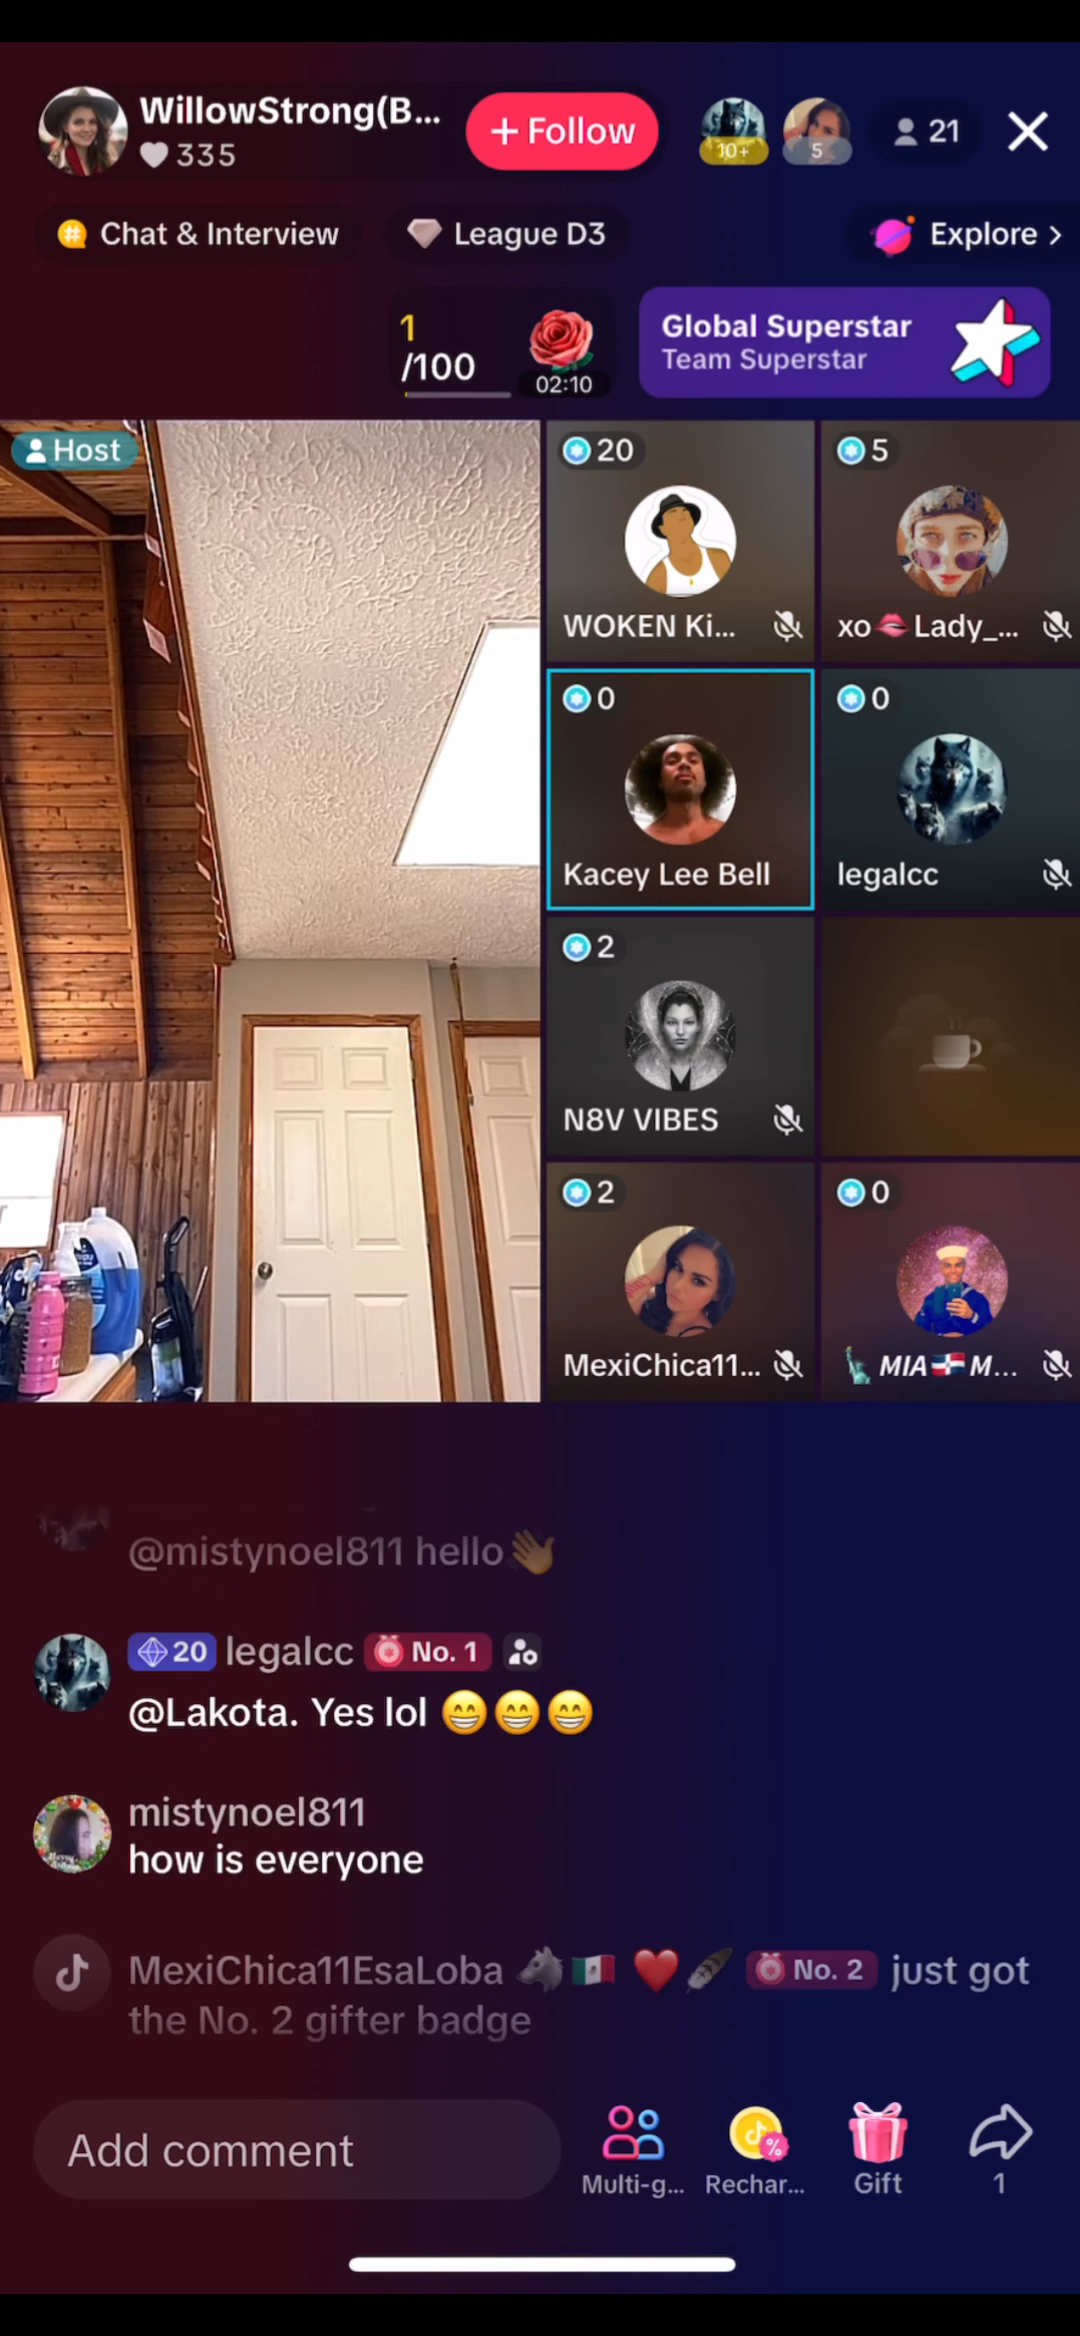 WillowStrong(B...
335
+ Follow
10+
5
21
Chat & Interview
League D3
Explore >
1
/100
02:10
Global Superstar
Team Superstar
Host
20
WOKEN Ki...
5
xo💋Lady_...
0
Kacey Lee Bell
0
legalcc
2
N8V VIBES
2
MexiChica11...
0
🗽 MIA🇩🇴M...
@mistynoel811 hello👋
20 legalcc No. 1
@Lakota. Yes lol 😁😁😁
mistynoel811
how is everyone
MexiChica11EsaLoba 🐺🇲🇽 ❤️🪶 No. 2 just got
the No. 2 gifter badge
Add comment
Multi-g...
Rechar...
Gift
1